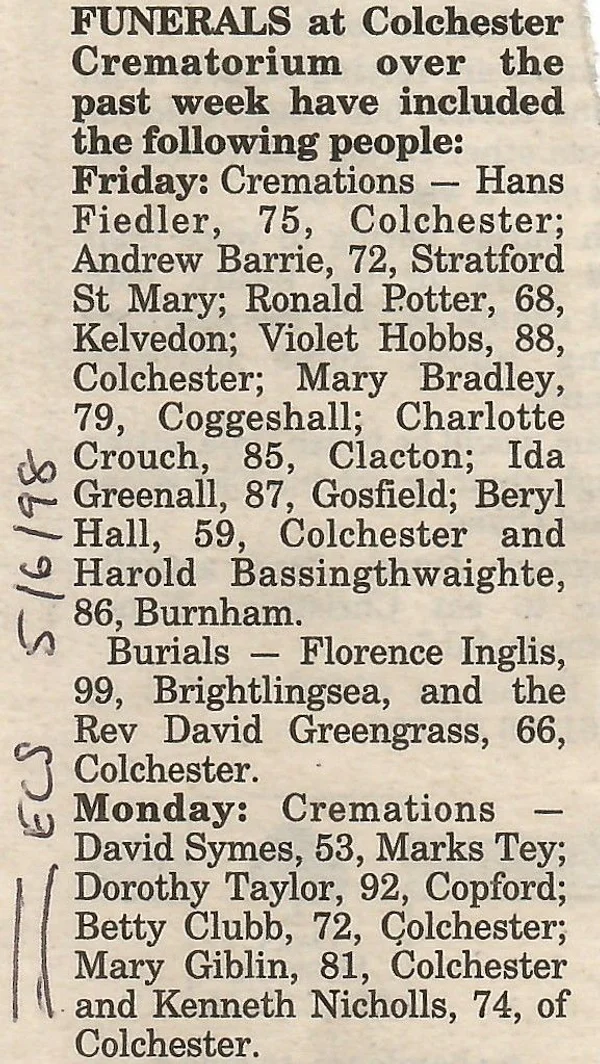 FUNERALS at Colchester
Crematorium over the
past week have included
the following people:
Friday: Cremations — Hans
Fiedler, 75, Colchester;
Andrew Barrie, 72, Stratford
St Mary; Ronald Potter, 68,
Kelvedon; Violet Hobbs, 88,
Colchester; Mary Bradley,
79, Coggeshall; Charlotte
Crouch, 85, Clacton; Ida
Greenall, 87, Gosfield; Beryl
Hall, 59, Colchester and
Harold Bassingthwaighte,
86, Burnham.
Burials — Florence Inglis,
99, Brightlingsea, and the
Rev David Greengrass, 66,
Colchester.
Monday: Cremations —
David Symes, 53, Marks Tey;
Dorothy Taylor, 92, Copford;
Betty Clubb, 72, Colchester;
Mary Giblin, 81, Colchester
and Kenneth Nicholls, 74, of
Colchester.
ECS 5/6/98